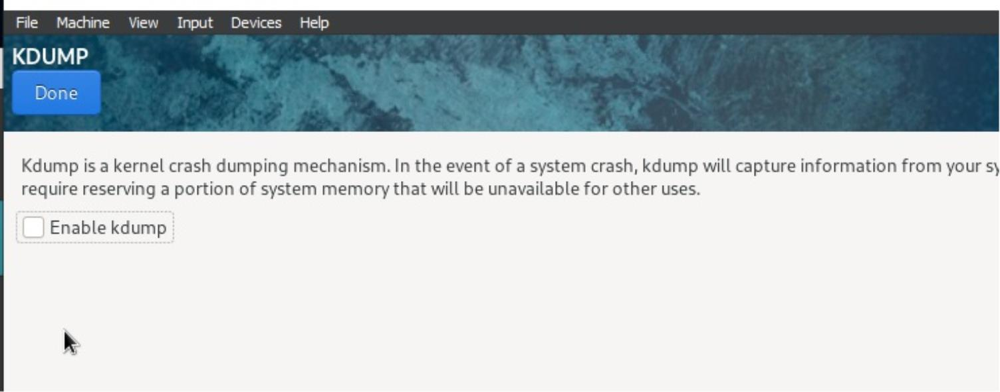 File Machine View Input Devices Help
KDUMP
Done
Kdump is a kernel crash dumping mechanism. In the event of a system crash, kdump will capture information from your
require reserving a portion of system memory that will be unavailable for other uses.
Enable kdump